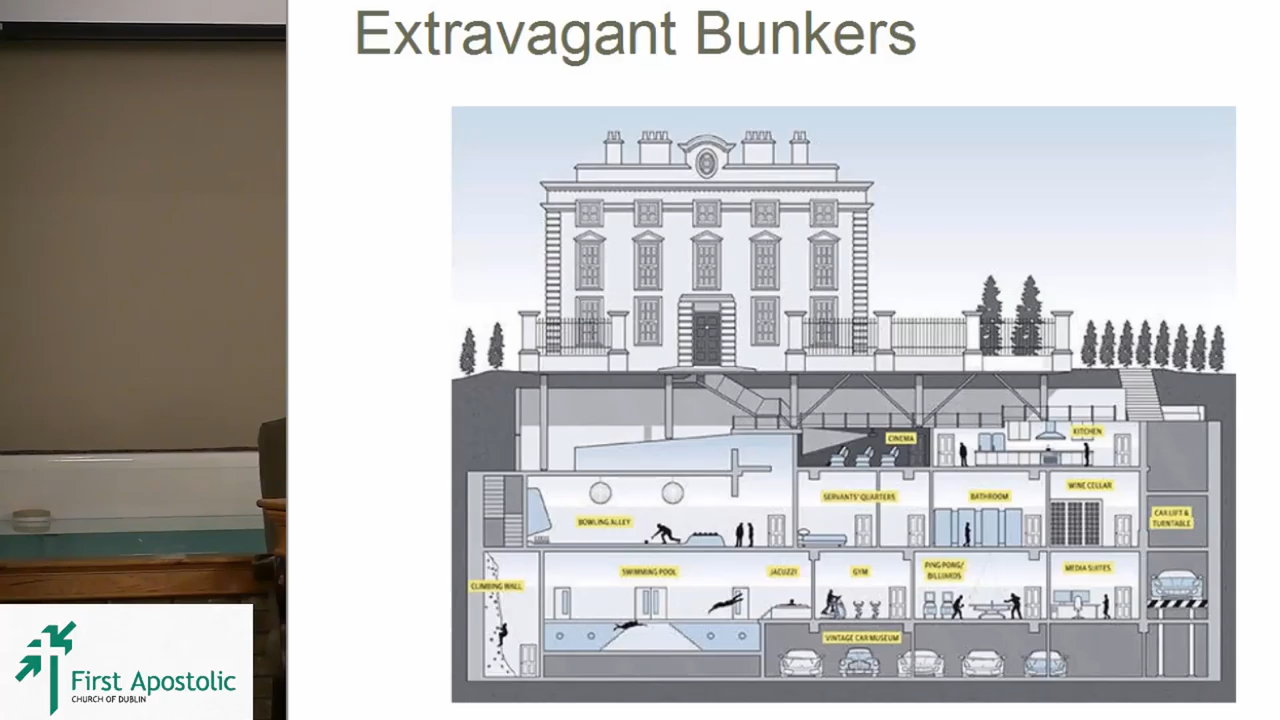 Extravagant Bunkers
CINEMA
KITCHEN
SERVANTS' QUARTERS
BATHROOM
WINE CELLAR
BOWLING ALLEY
CAR LIFT &
TURNTABLE
CLIMBING WALL
SWIMMING POOL
JACUZZI
GYM
PING PONG/
BILLIARDS
MEDIA SUITES
VINTAGE CAR MUSEUM
First Apostolic
CHURCH OF DUBLIN